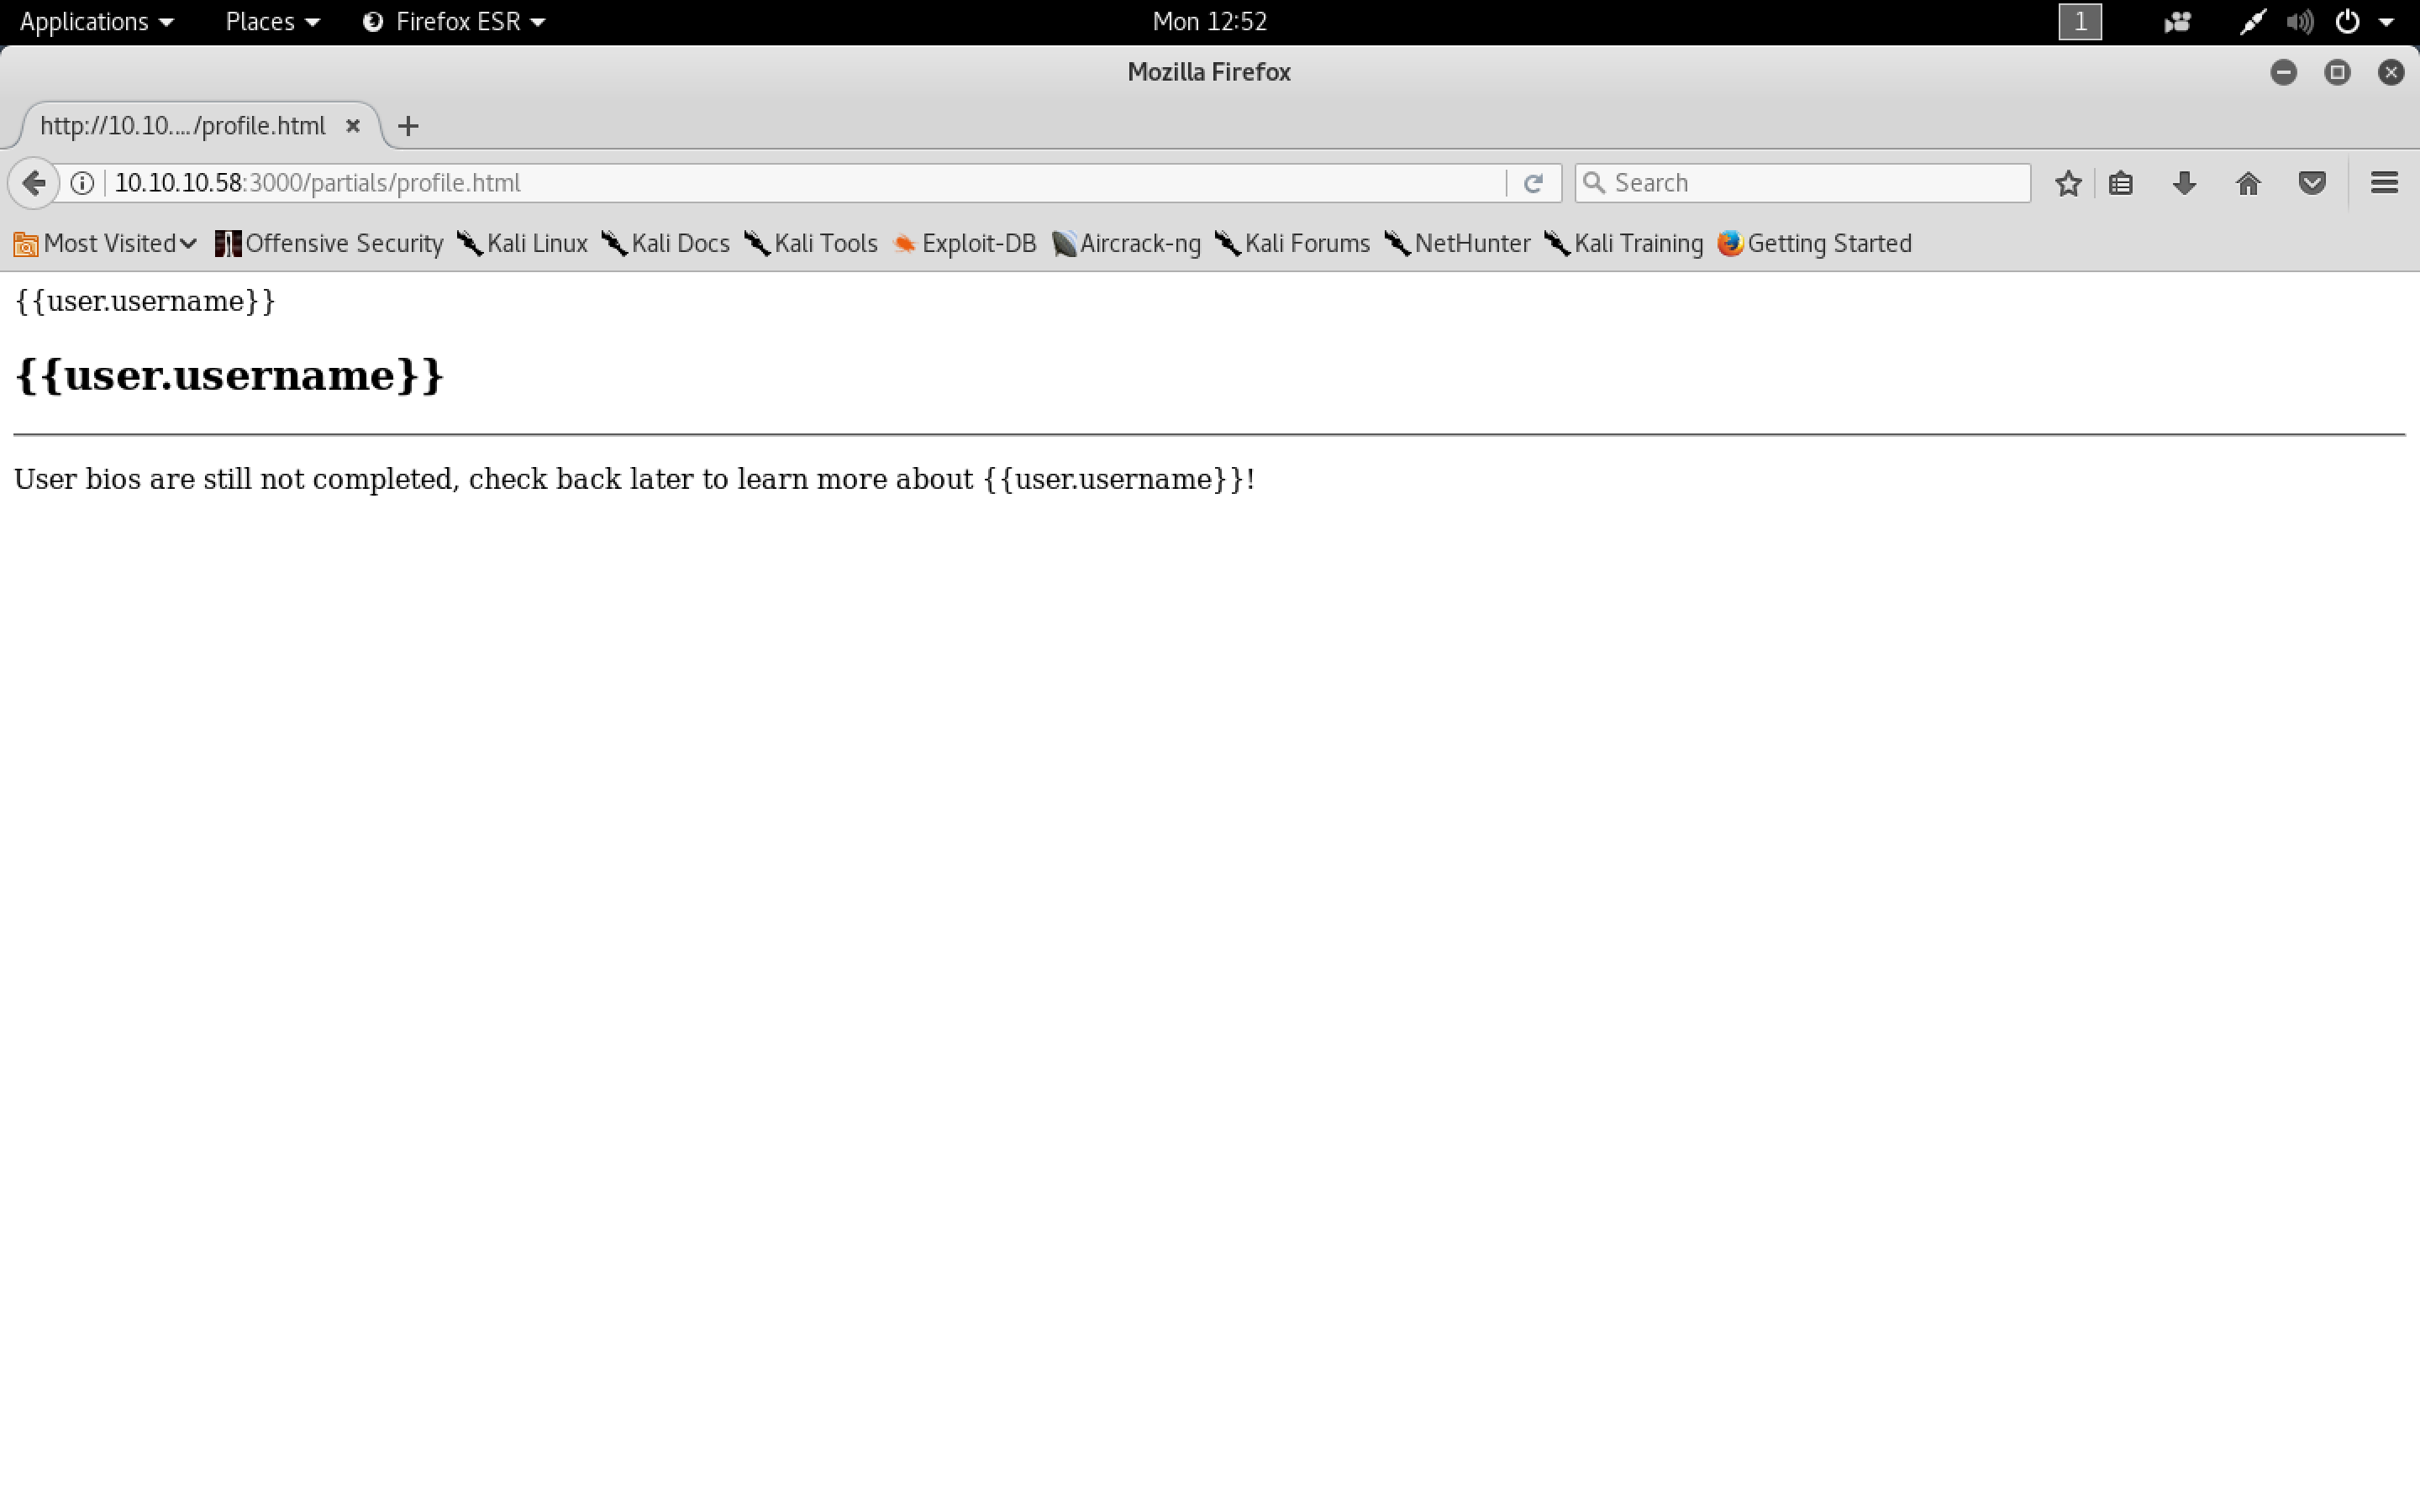 Applications Places Firefox ESR Mon 12:52 1
Mozilla Firefox
http://10.10.... /profile.html
10.10.10.58:3000/partials/profile.html Search
Most Visited Offensive Security Kali Linux Kali Docs Kali Tools Exploit-DB Aircrack-ng Kali Forums NetHunter Kali Training Getting Started
{{user.username}}
{{user.username}}
User bios are still not completed, check back later to learn more about {{user.username}}!